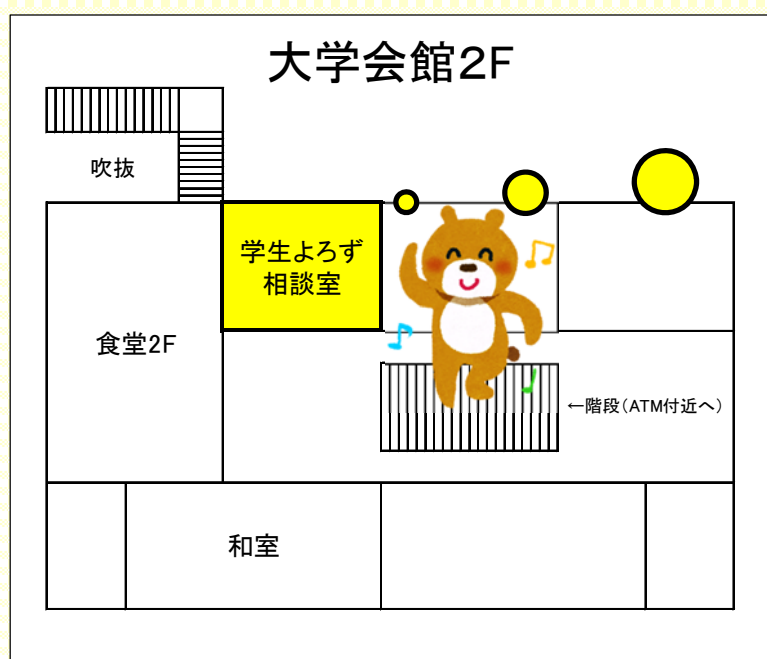 大学会館2F
吹抜
学生よろず
相談室
食堂2F
←階段(ATM付近へ)
和室